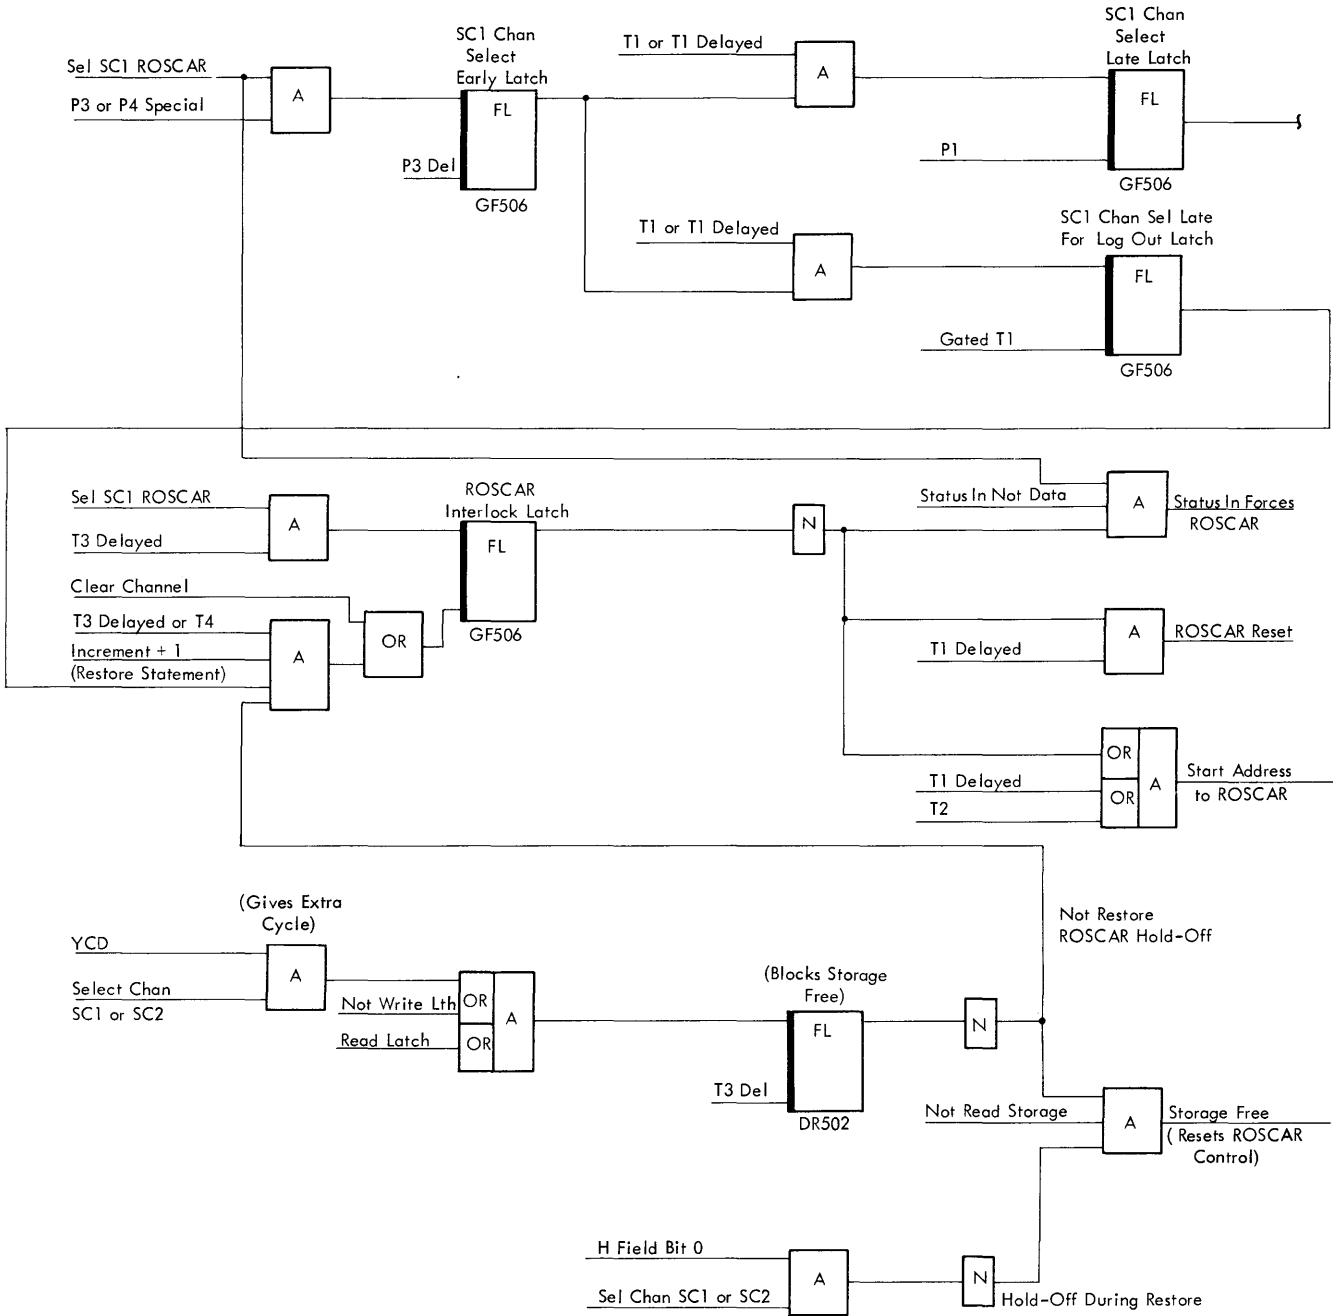 SC1 Chan
Select
Early Latch
T1 or T1 Delayed
SC1 Chan
Select
Late Latch
Sel SC1 ROSCAR
A
A
FL
FL
P3 or P4 Special
P3 Del
P1
GF506
GF506
SC1 Chan Sel Late
For Log Out Latch
T1 or T1 Delayed
A
FL
Gated T1
GF506
Sel SC1 ROSCAR
ROSCAR
Interlock Latch
Status In Not Data
A
Status In Forces
ROSCAR
A
N
FL
T3 Delayed
Clear Channel
T3 Delayed or T4
OR
GF506
A
ROSCAR Reset
Increment + 1
A
T1 Delayed
(Restore Statement)
OR
T1 Delayed
A
Start Address
to ROSCAR
OR
T2
(Gives Extra
Cycle)
Not Restore
ROSCAR Hold-Off
YCD
A
(Blocks Storage
Free)
Select Chan
SC1 or SC2
Not Write Lth
OR
A
N
FL
Read Latch
OR
T3 Del
DR502
Not Read Storage
A
Storage Free
( Resets ROSCAR
Control)
H Field Bit 0
A
N
Sel Chan SC1 or SC2
Hold-Off During Restore